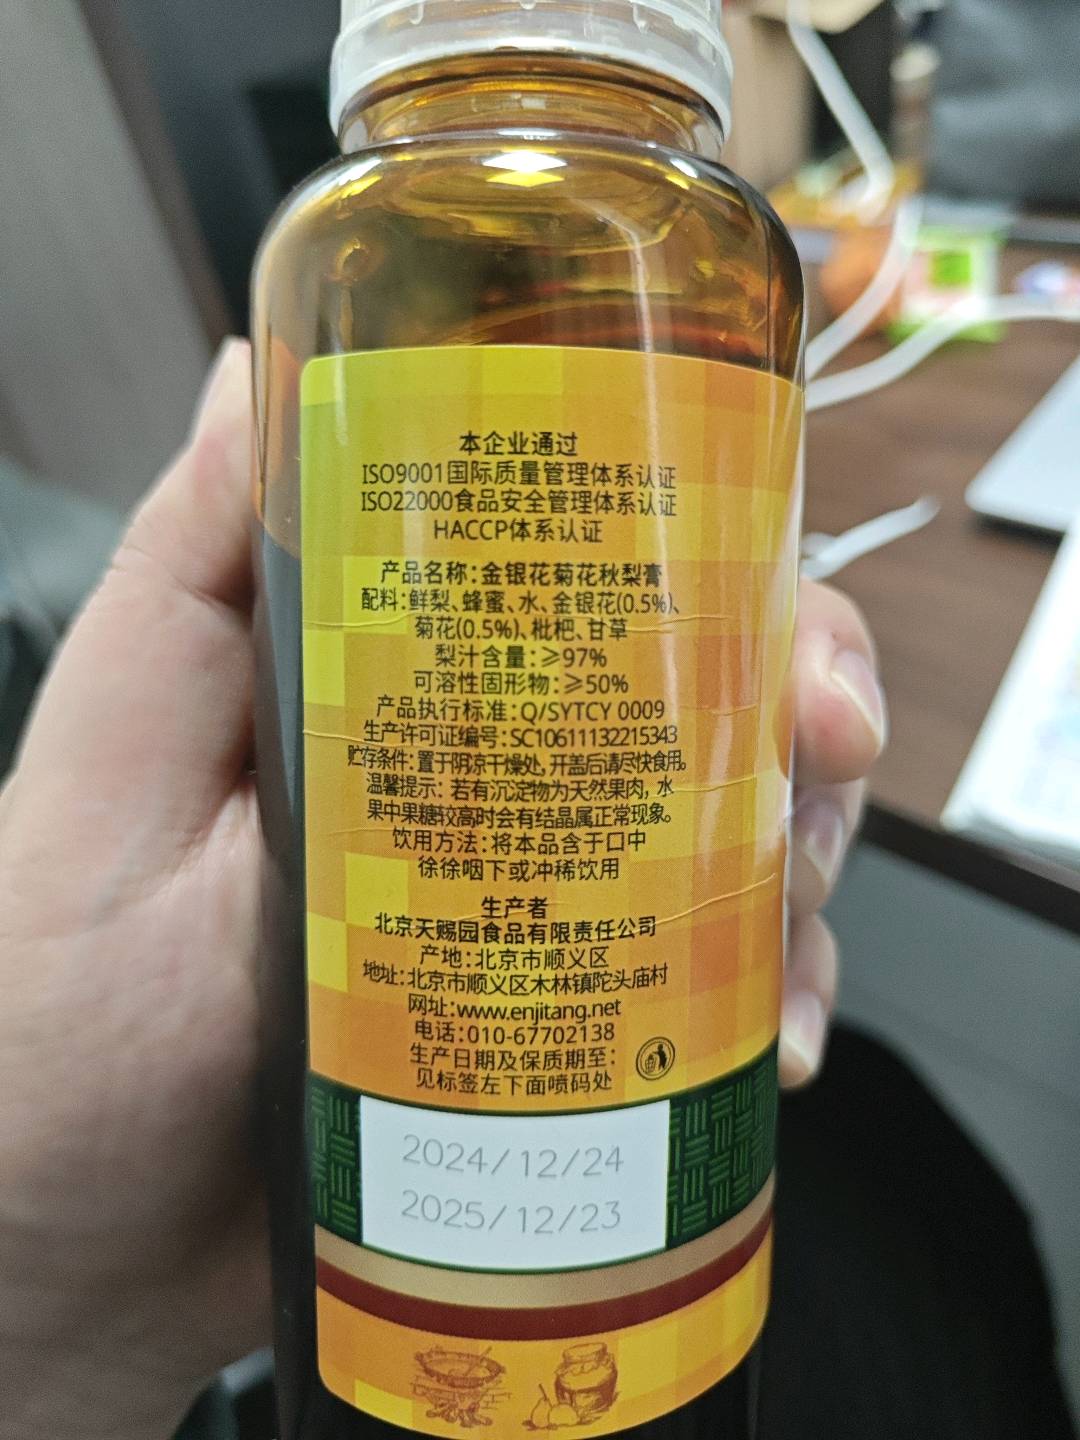 本企业通过
ISO9001国际质量管理体系认证
ISO22000食品安全管理体系认证
HACCP体系认证
产品名称:金银花菊花秋梨膏
配料:鲜梨、蜂蜜、水、金银花(0.5%)、
菊花(0.5%)、枇杷、甘草
梨汁含量:≥97%
可溶性固形物:≥50%
产品执行标准:Q/SYTCY 0009
生产许可证编号:SC10611132215343
贮存条件:置于阴凉干燥处,开盖后请尽快食用。
温馨提示:若有沉淀物为天然果肉,水
果中果糖较高时会有结晶属正常现象。
饮用方法:将本品含于口中
徐徐咽下或冲稀饮用
生产者
北京天赐园食品有限责任公司
产地:北京市顺义区
地址:北京市顺义区木林镇陀头庙村
网址:www.enjitang.net
电话:010-67702138
生产日期及保质期至:
见标签左下面喷码处
2024/12/24
2025/12/23